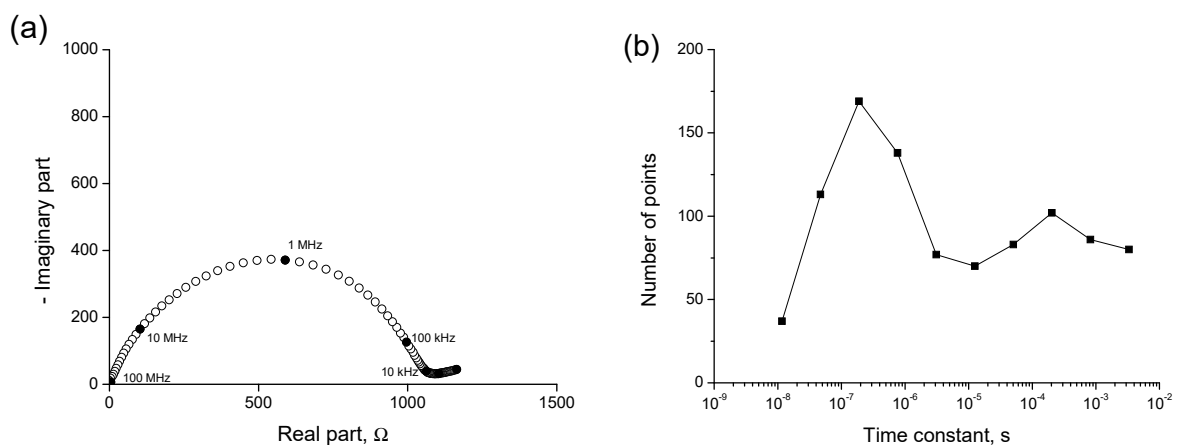 (a)
1000
800
600
400
200
0
- Imaginary part
100 MHz
10 MHz
1 MHz
100 kHz
10 kHz
0
500
1000
1500
Real part, Ω
(b)
200
150
100
50
0
Number of points
10⁻⁹
10⁻⁸
10⁻⁷
10⁻⁶
10⁻⁵
10⁻⁴
10⁻³
10⁻²
Time constant, s